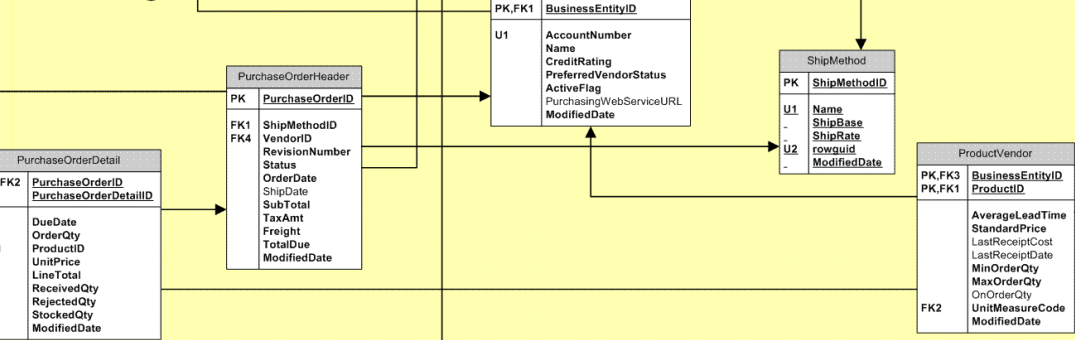 PK,FK1 BusinessEntityID
U1 AccountNumber
Name
CreditRating
PreferredVendorStatus
ActiveFlag
PurchasingWebServiceURL
ModifiedDate
ShipMethod
PK ShipMethodID
U1 Name
ShipBase
ShipRate
U2 rowguid
ModifiedDate
PurchaseOrderHeader
PK PurchaseOrderID
FK1 ShipMethodID
FK4 VendorID
RevisionNumber
Status
OrderDate
ShipDate
SubTotal
TaxAmt
Freight
TotalDue
ModifiedDate
PurchaseOrderDetail
FK2 PurchaseOrderID
PurchaseOrderDetailID
DueDate
OrderQty
ProductID
UnitPrice
LineTotal
ReceivedQty
RejectedQty
StockedQty
ModifiedDate
ProductVendor
PK,FK3 BusinessEntityID
PK,FK1 ProductID
AverageLeadTime
StandardPrice
LastReceiptCost
LastReceiptDate
MinOrderQty
MaxOrderQty
OnOrderQty
FK2 UnitMeasureCode
ModifiedDate